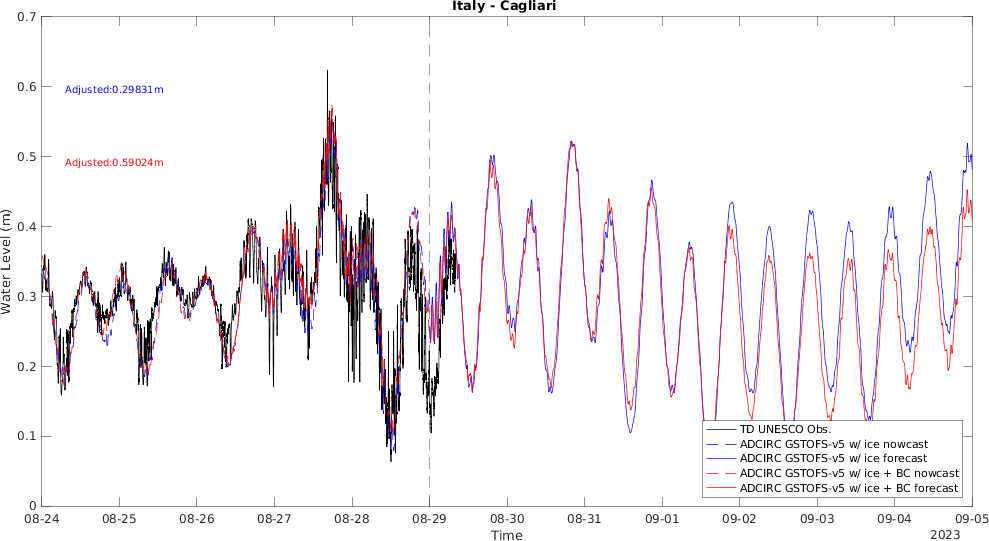 Italy - Cagliari
0.7
0.6
0.5
0.4
0.3
0.2
0.1
0
Water Level (m)
Adjusted:0.29831m
Adjusted:0.59024m
TD UNESCO Obs.
ADCIRC GSTOFS-v5 w/ ice nowcast
ADCIRC GSTOFS-v5 w/ ice forecast
ADCIRC GSTOFS-v5 w/ ice + BC nowcast
ADCIRC GSTOFS-v5 w/ ice + BC forecast
08-24 08-25 08-26 08-27 08-28 08-29 08-30 08-31 09-01 09-02 09-03 09-04 09-05
Time
2023